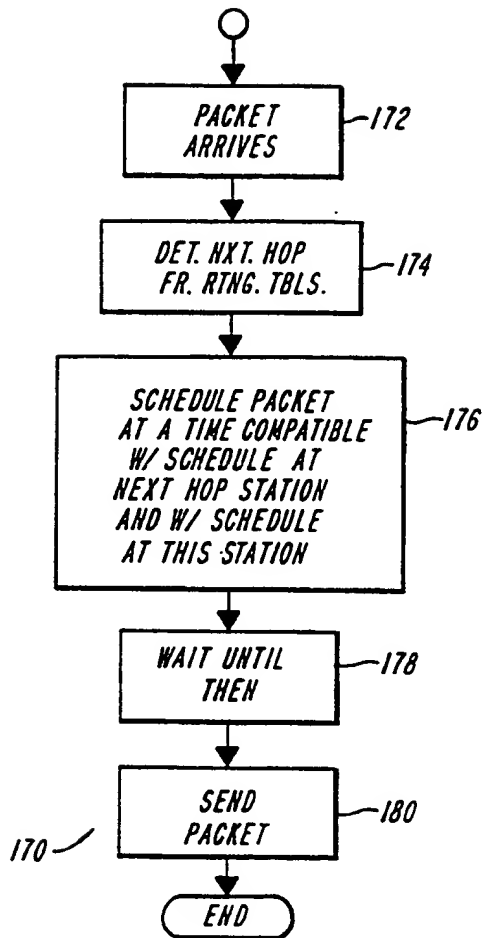 PACKET
ARRIVES
172
DET. NXT. HOP
FR. RTNG. TBLS.
174
SCHEDULE PACKET
AT A TIME COMPATIBLE
W/ SCHEDULE AT
NEXT HOP STATION
AND W/ SCHEDULE
AT THIS STATION
176
WAIT UNTIL
THEN
178
SEND
PACKET
180
170
END